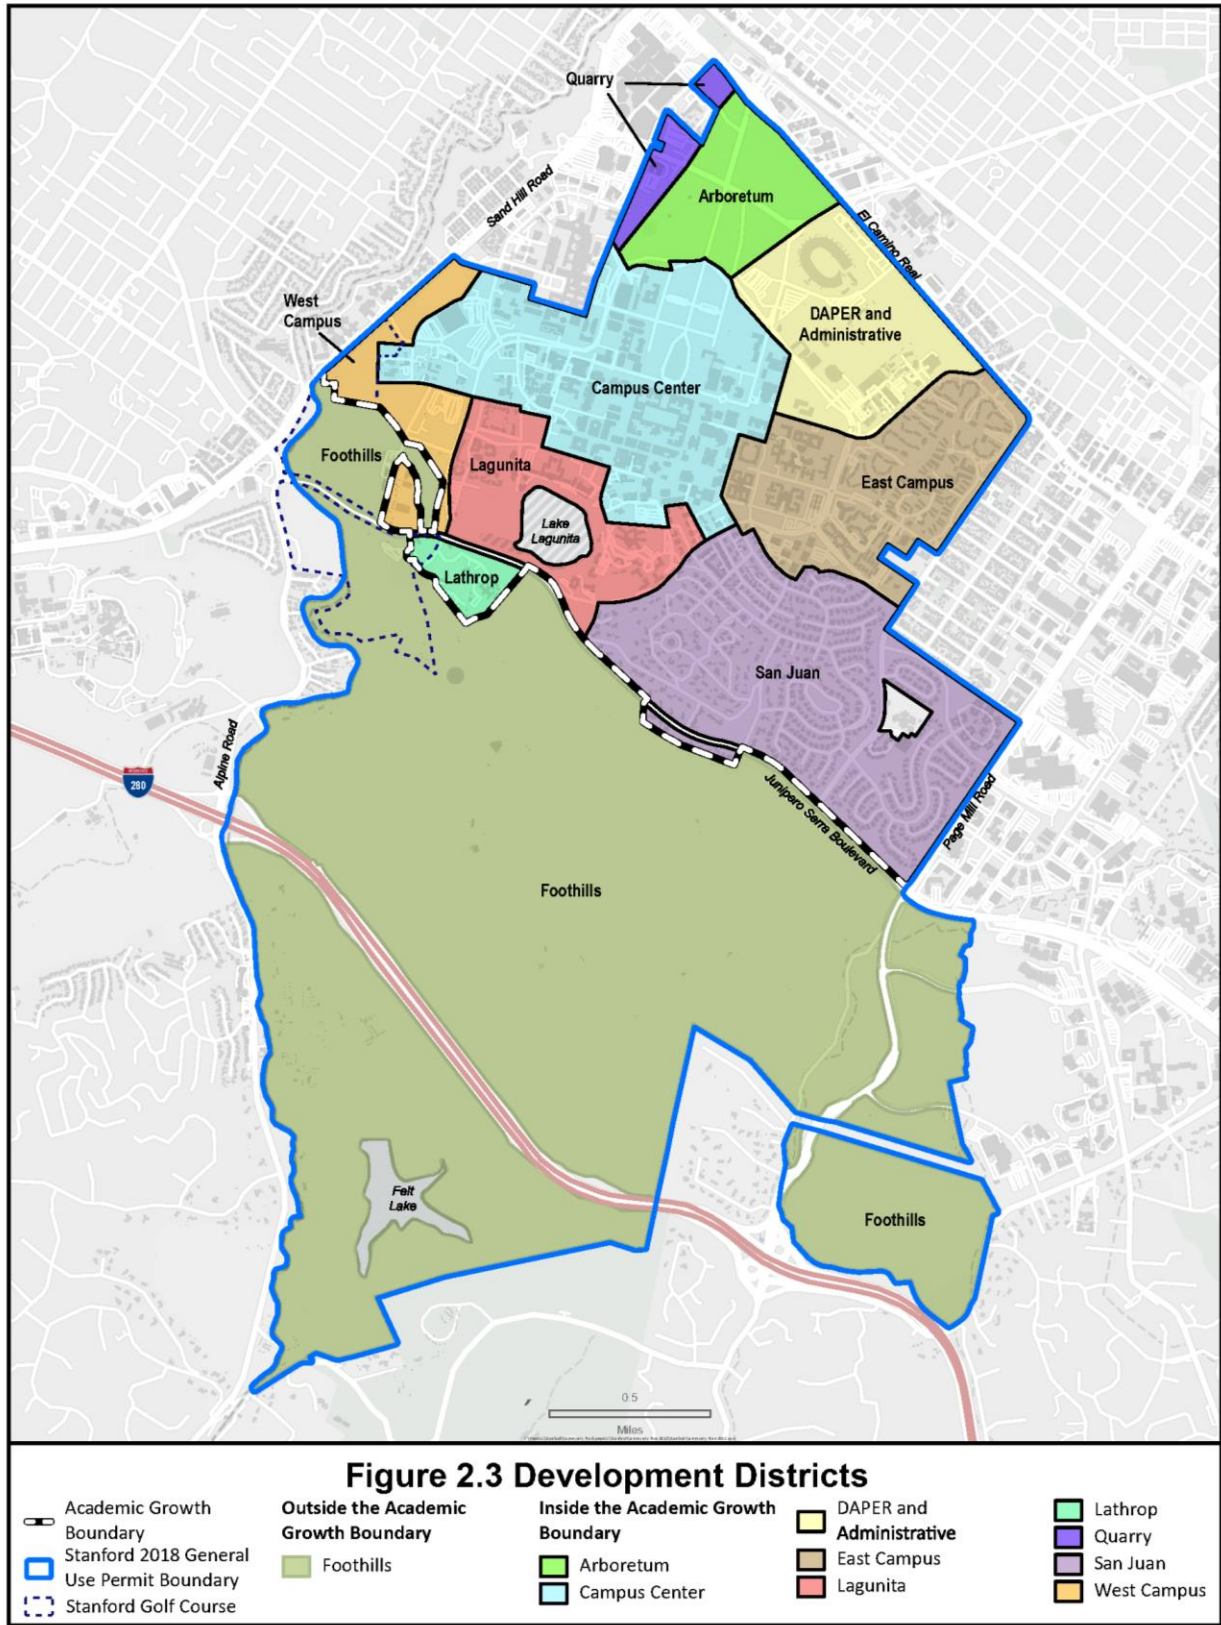 Quarry
Sand Hill Road
Arboretum
El Camino Real
West
Campus
DAPER and
Administrative
Campus Center
Foothills
Lagunita
East Campus
Lake
Lagunita
Lathrop
San Juan
Alpine Road
INTERSTATE
280
Junipero Serra Boulevard
Page Mill Road
Foothills
Felt
Lake
Foothills
0.5
Miles
Figure 2.3 Development Districts
Academic Growth
Boundary
Stanford 2018 General
Use Permit Boundary
Stanford Golf Course
Outside the Academic
Growth Boundary
Foothills
Inside the Academic Growth
Boundary
Arboretum
Campus Center
DAPER and
Administrative
East Campus
Lagunita
Lathrop
Quarry
San Juan
West Campus